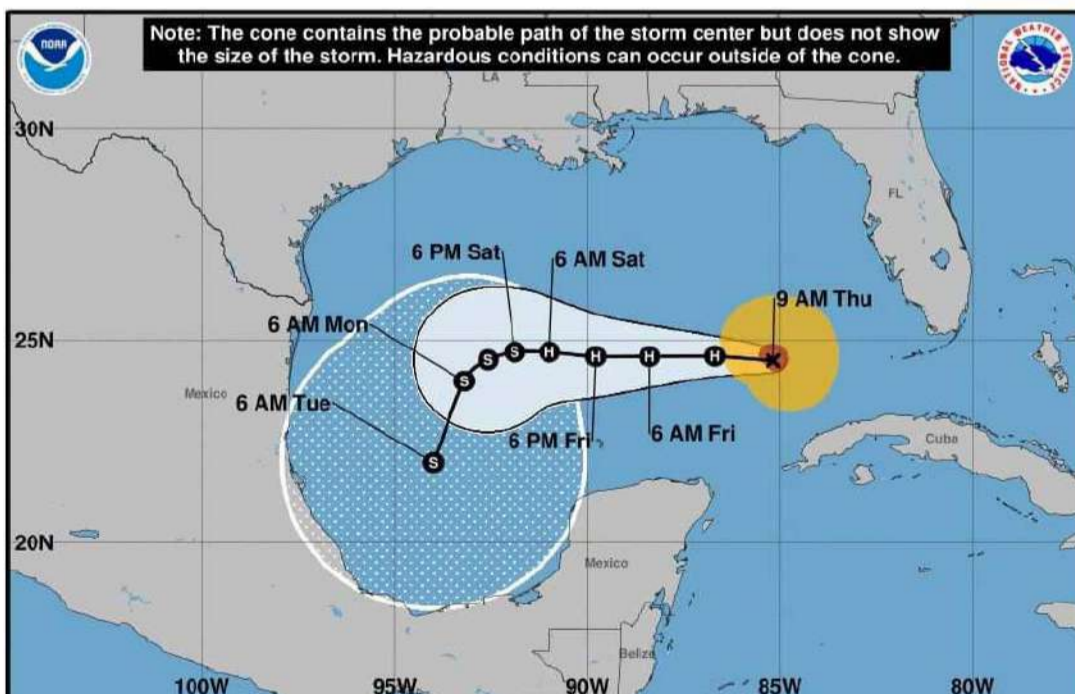 Note: The cone contains the probable path of the storm center but does not show
the size of the storm. Hazardous conditions can occur outside of the cone.
NOAA
NATIONAL WEATHER SERVICE
LA
30N
FL
6 PM Sat
6 AM Sat
9 AM Thu
6 AM Mon
25N
S
S
H
H
H
H
S
Mexico
6 AM Tue
6 PM Fri
6 AM Fri
Cuba
S
20N
Mexico
Belize
100W
95W
90W
85W
80W